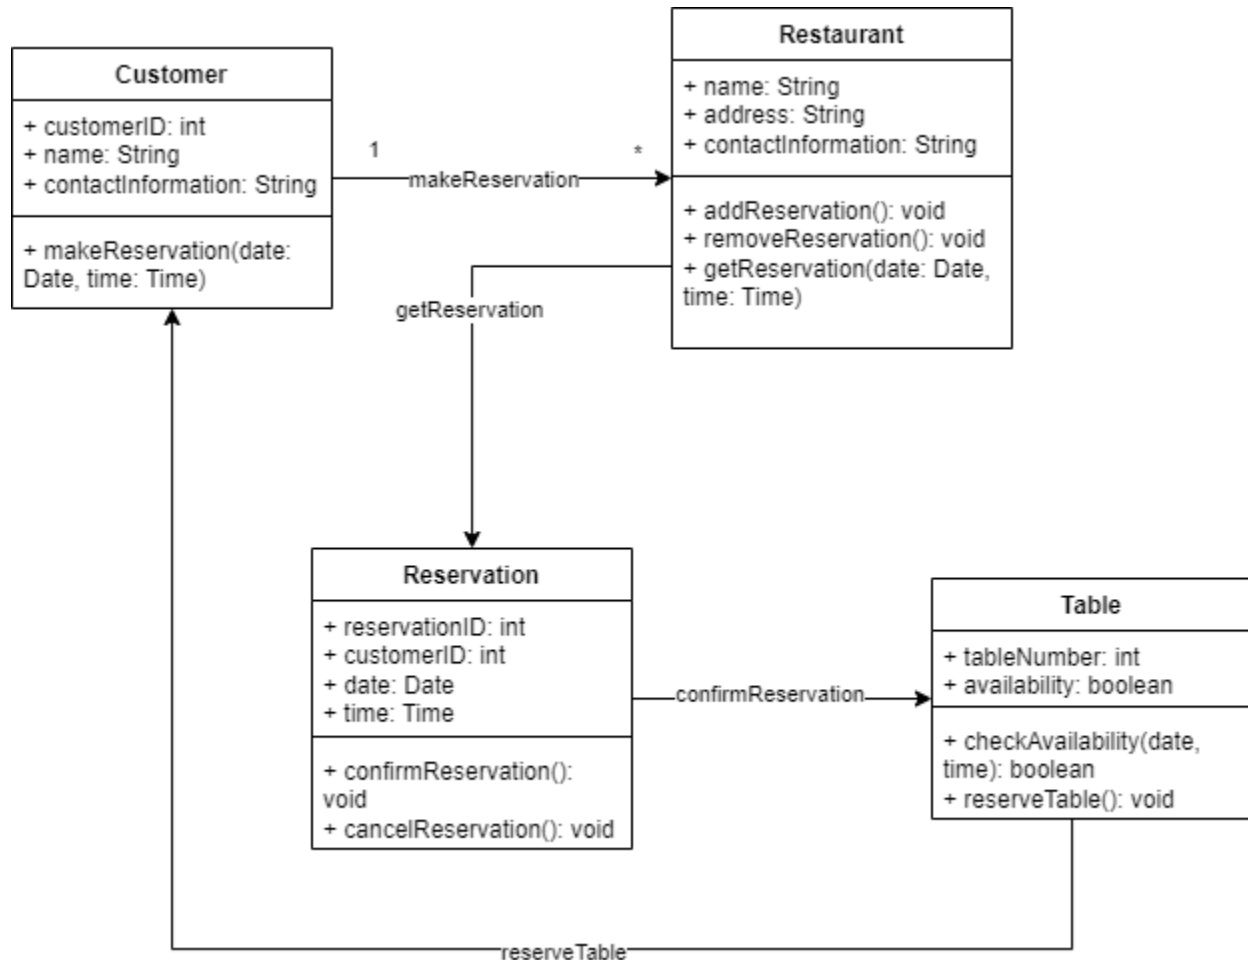 Customer
+ customerID: int
+ name: String
+ contactInformation: String
+ makeReservation(date:
Date, time: Time)
1
*
makeReservation
Restaurant
+ name: String
+ address: String
+ contactInformation: String
+ addReservation(): void
+ removeReservation(): void
+ getReservation(date: Date,
time: Time)
getReservation
Reservation
+ reservationID: int
+ customerID: int
+ date: Date
+ time: Time
+ confirmReservation():
void
+ cancelReservation(): void
confirmReservation
Table
+ tableNumber: int
+ availability: boolean
+ checkAvailability(date,
time): boolean
+ reserveTable(): void
reserveTable